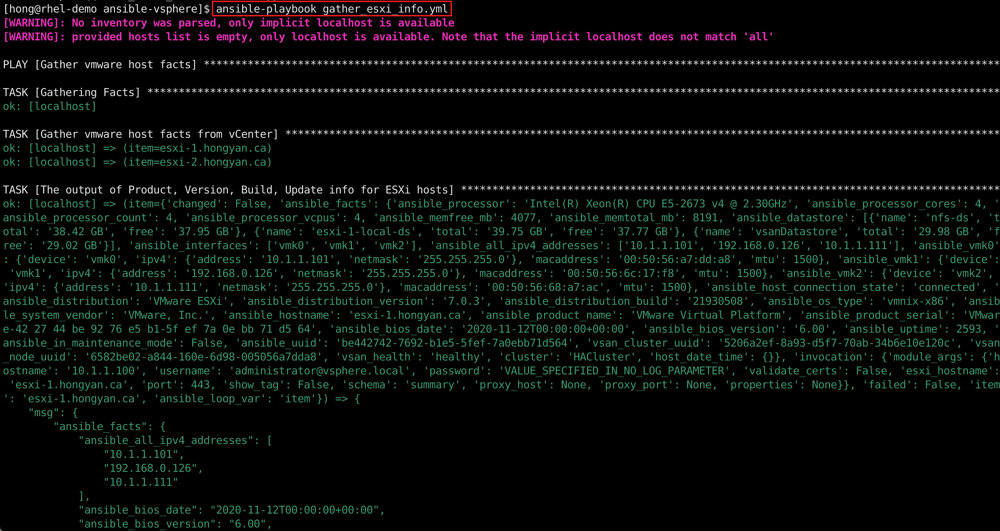 [hong@rhel-demo ansible-vsphere]$ ansible-playbook gather_esxi_info.yml
[WARNING]: No inventory was parsed, only implicit localhost is available
[WARNING]: provided hosts list is empty, only localhost is available. Note that the implicit localhost does not match 'all'
PLAY [Gather vmware host facts] *******************************************************************************************************************************
TASK [Gathering Facts] ****************************************************************************************************************************************
ok: [localhost]
TASK [Gather vmware host facts from vCenter] ******************************************************************************************************************
ok: [localhost] => (item=esxi-1.hongyan.ca)
ok: [localhost] => (item=esxi-2.hongyan.ca)
TASK [The output of Product, Version, Build, Update info for ESXi hosts] **************************************************************************************
ok: [localhost] => (item={'changed': False, 'ansible_facts': {'ansible_processor': 'Intel(R) Xeon(R) CPU E5-2673 v4 @ 2.30GHz', 'ansible_processor_cores': 4, '
ansible_processor_count': 4, 'ansible_processor_vcpus': 4, 'ansible_memfree_mb': 4077, 'ansible_memtotal_mb': 8191, 'ansible_datastore': [{'name': 'nfs-ds', 't
otal': '38.42 GB', 'free': '37.95 GB'}, {'name': 'esxi-1-local-ds', 'total': '39.75 GB', 'free': '37.77 GB'}, {'name': 'vsanDatastore', 'total': '29.98 GB', 'f
ree': '29.02 GB'}], 'ansible_interfaces': ['vmk0', 'vmk1', 'vmk2'], 'ansible_all_ipv4_addresses': ['10.1.1.101', '192.168.0.126', '10.1.1.111'], 'ansible_vmk0'
: {'device': 'vmk0', 'ipv4': {'address': '10.1.1.101', 'netmask': '255.255.255.0'}, 'macaddress': '00:50:56:a7:dd:a8', 'mtu': 1500}, 'ansible_vmk1': {'device':
'vmk1', 'ipv4': {'address': '192.168.0.126', 'netmask': '255.255.255.0'}, 'macaddress': '00:50:56:6c:17:f8', 'mtu': 1500}, 'ansible_vmk2': {'device': 'vmk2',
'ipv4': {'address': '10.1.1.111', 'netmask': '255.255.255.0'}, 'macaddress': '00:50:56:68:a7:ac', 'mtu': 1500}, 'ansible_host_connection_state': 'connected', '
ansible_distribution': 'VMware ESXi', 'ansible_distribution_version': '7.0.3', 'ansible_distribution_build': '21930508', 'ansible_os_type': 'vmnix-x86', 'ansib
le_system_vendor': 'VMware, Inc.', 'ansible_hostname': 'esxi-1.hongyan.ca', 'ansible_product_name': 'VMware Virtual Platform', 'ansible_product_serial': 'VMwar
e-42 27 44 be 92 76 e5 b1-5f ef 7a 0e bb 71 d5 64', 'ansible_bios_date': '2020-11-12T00:00:00+00:00', 'ansible_bios_version': '6.00', 'ansible_uptime': 2593, '
ansible_in_maintenance_mode': False, 'ansible_uuid': 'be442742-7692-b1e5-5fef-7a0ebb71d564', 'vsan_cluster_uuid': '5206a2ef-8a93-d5f7-70ab-34b6e10e120c', 'vsan
_node_uuid': '6582be02-a844-160e-6d98-005056a7dda8', 'vsan_health': 'healthy', 'cluster': 'HACluster', 'host_date_time': {}}, 'invocation': {'module_args': {'h
ostname': '10.1.1.100', 'username': 'administrator@vsphere.local', 'password': 'VALUE_SPECIFIED_IN_NO_LOG_PARAMETER', 'validate_certs': False, 'esxi_hostname':
'esxi-1.hongyan.ca', 'port': 443, 'show_tag': False, 'schema': 'summary', 'proxy_host': None, 'proxy_port': None, 'properties': None}}, 'failed': False, 'item
': 'esxi-1.hongyan.ca', 'ansible_loop_var': 'item'}) => {
"msg": {
"ansible_facts": {
"ansible_all_ipv4_addresses": [
"10.1.1.101",
"192.168.0.126",
"10.1.1.111"
],
"ansible_bios_date": "2020-11-12T00:00:00+00:00",
"ansible_bios_version": "6.00",